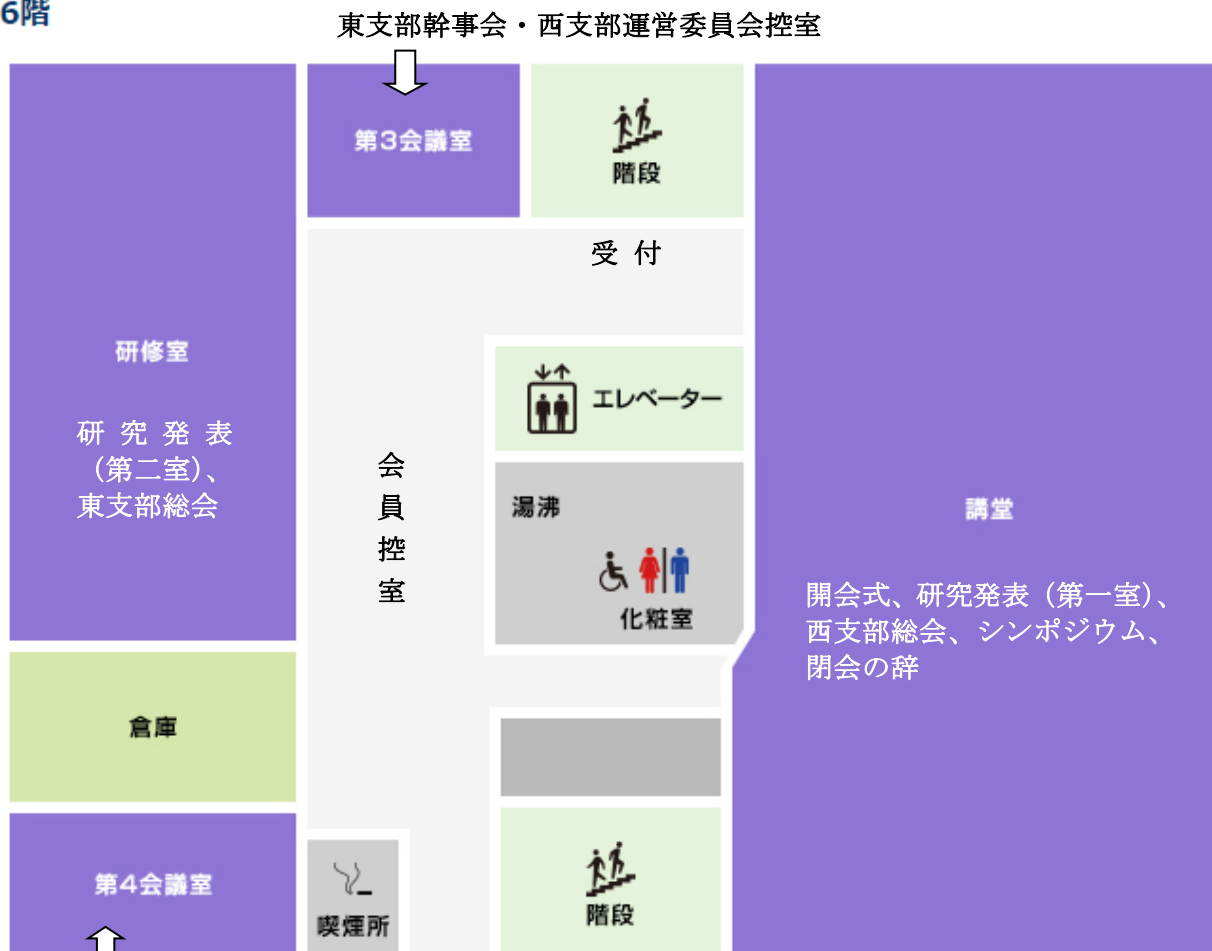 6階
東支部幹事会・西支部運営委員会控室
第3会議室
階段
受 付
研修室
研 究 発 表
（第二室）、
東支部総会
会
員
控
室
エレベーター
湯沸
化粧室
講堂
開会式、研究発表（第一室）、
西支部総会、シンポジウム、
閉会の辞
倉庫
第4会議室
喫煙所
階段